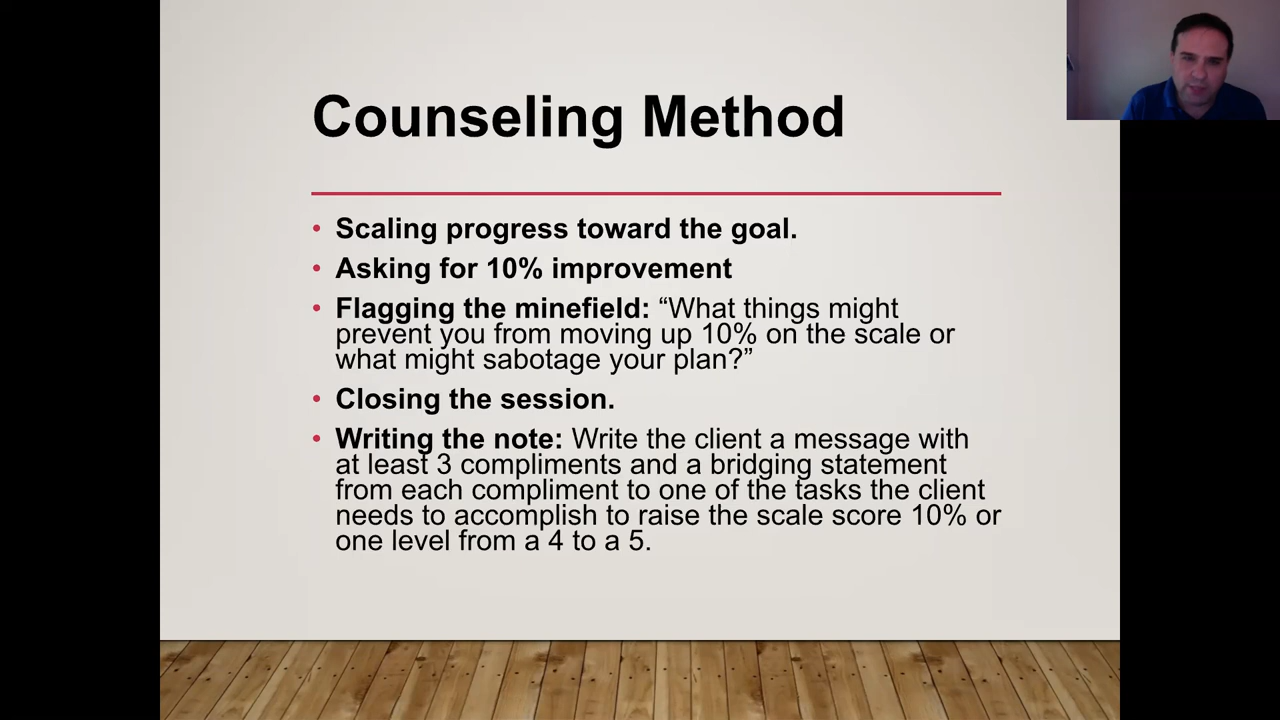 Counseling Method
• Scaling progress toward the goal.
• Asking for 10% improvement
• Flagging the minefield: “What things might
prevent you from moving up 10% on the scale or
what might sabotage your plan?”
• Closing the session.
• Writing the note: Write the client a message with
at least 3 compliments and a bridging statement
from each compliment to one of the tasks the client
needs to accomplish to raise the scale score 10% or
one level from a 4 to a 5.